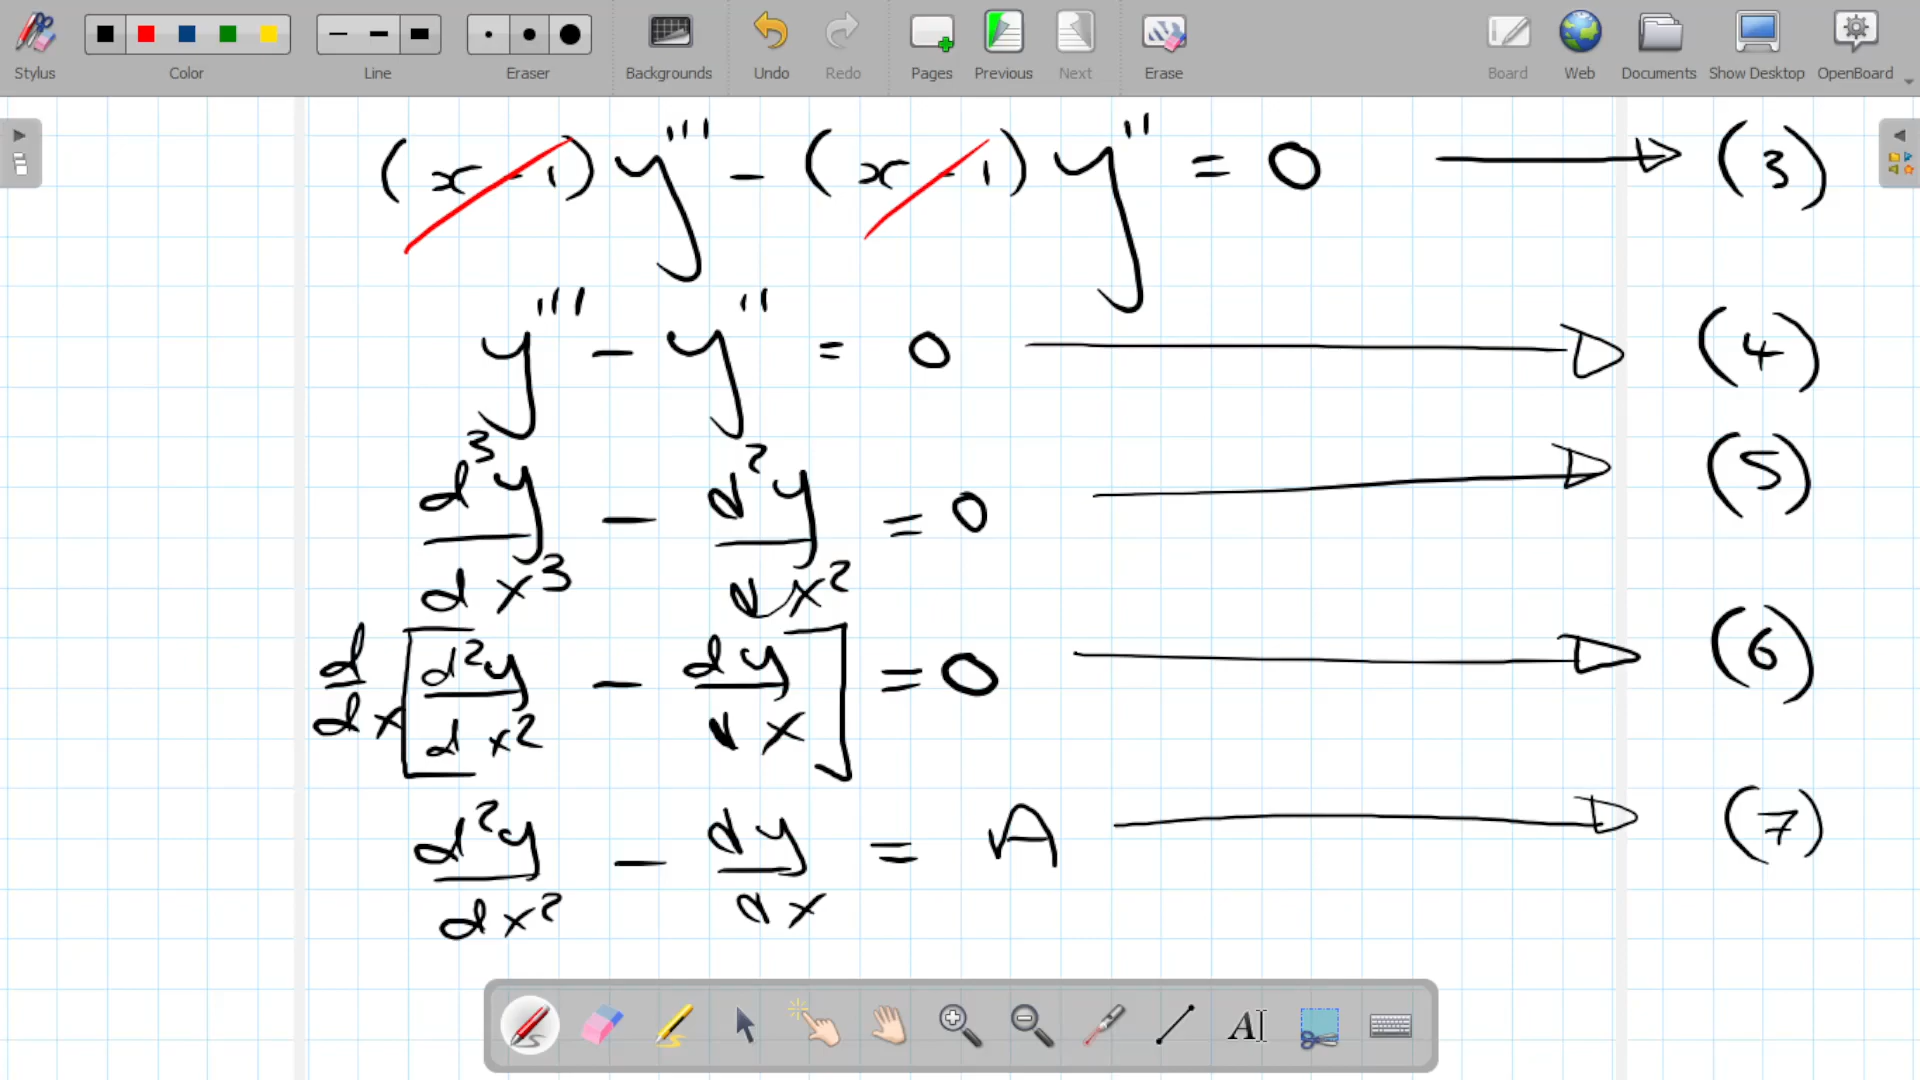 Stylus Color Line Eraser Backgrounds Undo Redo Pages Previous Next Erase Board Web Documents Show Desktop OpenBoard
(x-1)y''' - (x-1)y'' = 0 → (3)
y''' - y'' = 0 → (4)
d³y/dx³ - d²y/dx² = 0 → (5)
d/dx[d²y/dx² - dy/dx] = 0 → (6)
d²y/dx² - dy/dx = A → (7)
A